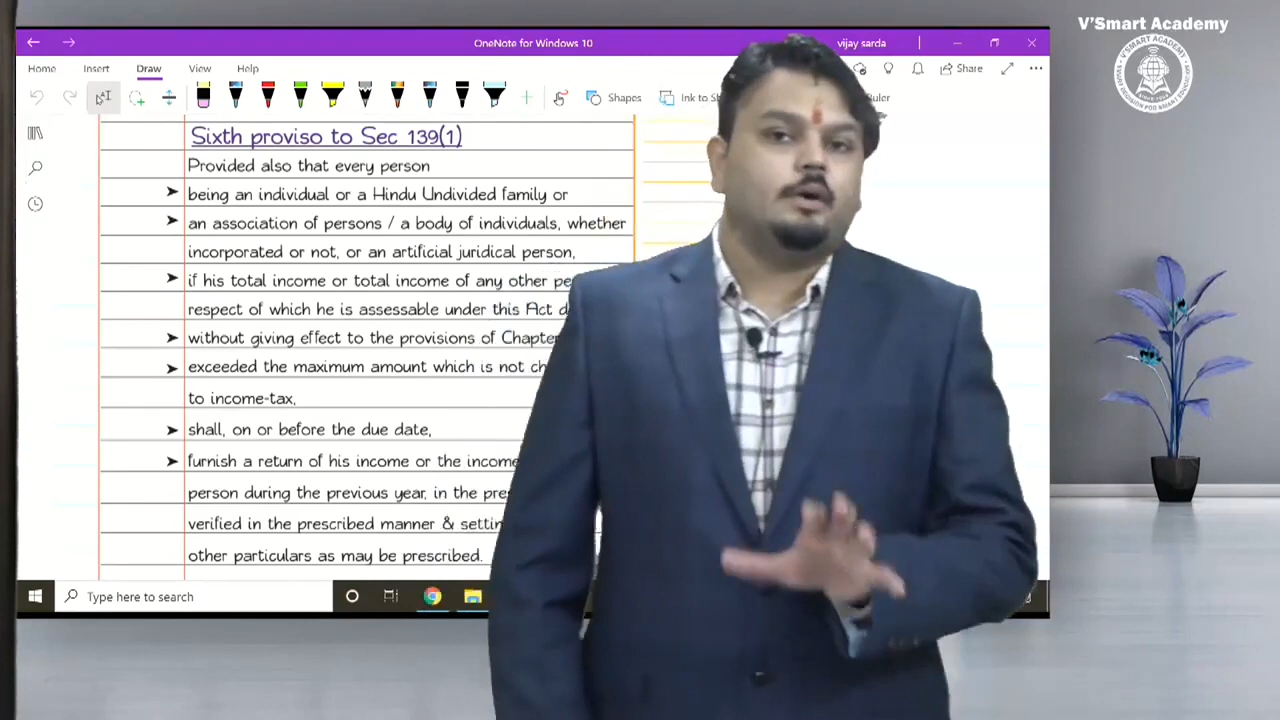 V'Smart Academy
OneNote for Windows 10
vijay sarda
Home Insert Draw View Help
Share
Shapes
Ink to
Ruler
Sixth proviso to Sec 139(1)
Provided also that every person
➤ being an individual or a Hindu Undivided family or
➤ an association of persons / a body of individuals, whether
incorporated or not, or an artificial juridical person,
➤ if his total income or total income of any other
respect of which he is assessable under this Act
➤ without giving effect to the provisions of Chapter
➤ exceeded the maximum amount which is not
to income-tax,
➤ shall, on or before the due date,
➤ furnish a return of his income or the income
person during the previous year, in the
verified in the prescribed manner &
other particulars as may be prescribed.
Type here to search